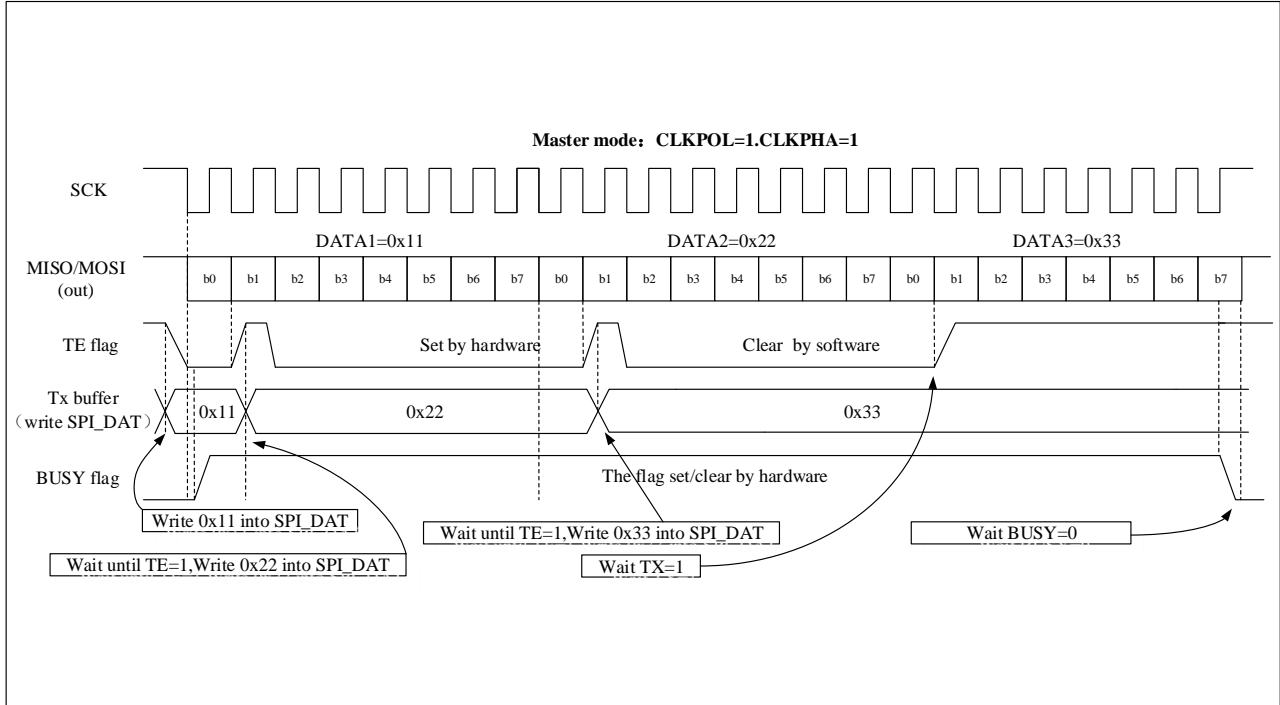 Master mode：CLKPOL=1.CLKPHA=1
SCK
DATA1=0x11 DATA2=0x22 DATA3=0x33
MISO/MOSI
(out)
b0 b1 b2 b3 b4 b5 b6 b7 b0 b1 b2 b3 b4 b5 b6 b7 b0 b1 b2 b3 b4 b5 b6 b7
TE flag
Set by hardware
Clear by software
Tx buffer
（write SPI_DAT）
0x11 0x22 0x33
BUSY flag
The flag set/clear by hardware
Write 0x11 into SPI_DAT
Wait until TE=1,Write 0x33 into SPI_DAT
Wait BUSY=0
Wait until TE=1,Write 0x22 into SPI_DAT
Wait TX=1